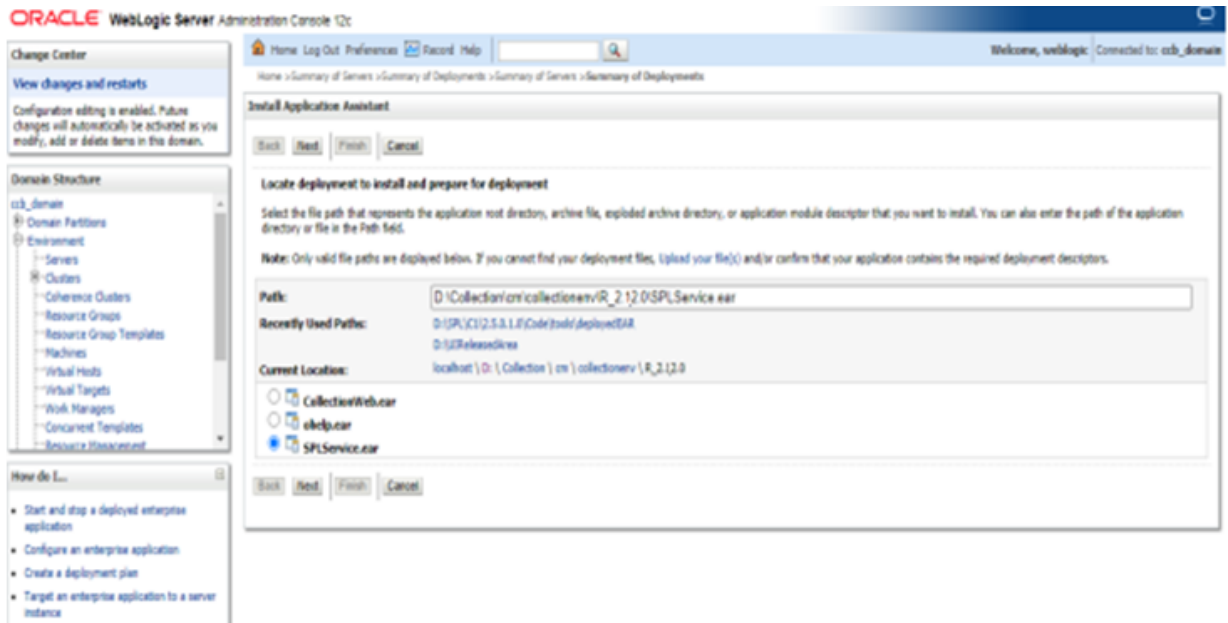 ORACLE WebLogic Server Administration Console 12c
Change Center
View changes and restarts
Configuration editing is enabled. Future
changes will automatically be activated as you
modify, add or delete items in this domain.
Domain Structure
ccb_domain
Domain Partitions
Environment
Servers
Clusters
Coherence Clusters
Resource Groups
Resource Group Templates
Machines
Virtual Hosts
Virtual Targets
Work Managers
Concurrent Templates
Resource Management
How do I...
Start and stop a deployed enterprise
application
Configure an enterprise application
Create a deployment plan
Target an enterprise application to a server
instance
Home Log Out Preferences Record Help
Welcome, weblogic Connected to: ccb_domain
Home >Summary of Servers >Summary of Deployments >Summary of Servers >Summary of Deployments
Install Application Assistant
Back Next Finish Cancel
Locate deployment to install and prepare for deployment
Select the file path that represents the application root directory, archive file, exploded archive directory, or application module descriptor that you want to install. You can also enter the path of the application
directory or file in the Path field.
Note: Only valid file paths are displayed below. If you cannot find your deployment files, Upload your file(s) and/or confirm that your application contains the required deployment descriptors.
Path: D:\Collection\cm\collectionenv\R_2.12.0\SPLService.ear
Recently Used Paths: D:\SPL\C1\2.5.0.1.0\Code\tools\deployedEAR
Current Location: localhost \ D: \ Collection \ cm \ collectionenv \ R_2.12.0
CollectionWeb.ear
ohelp.ear
SPLService.ear
Back Next Finish Cancel